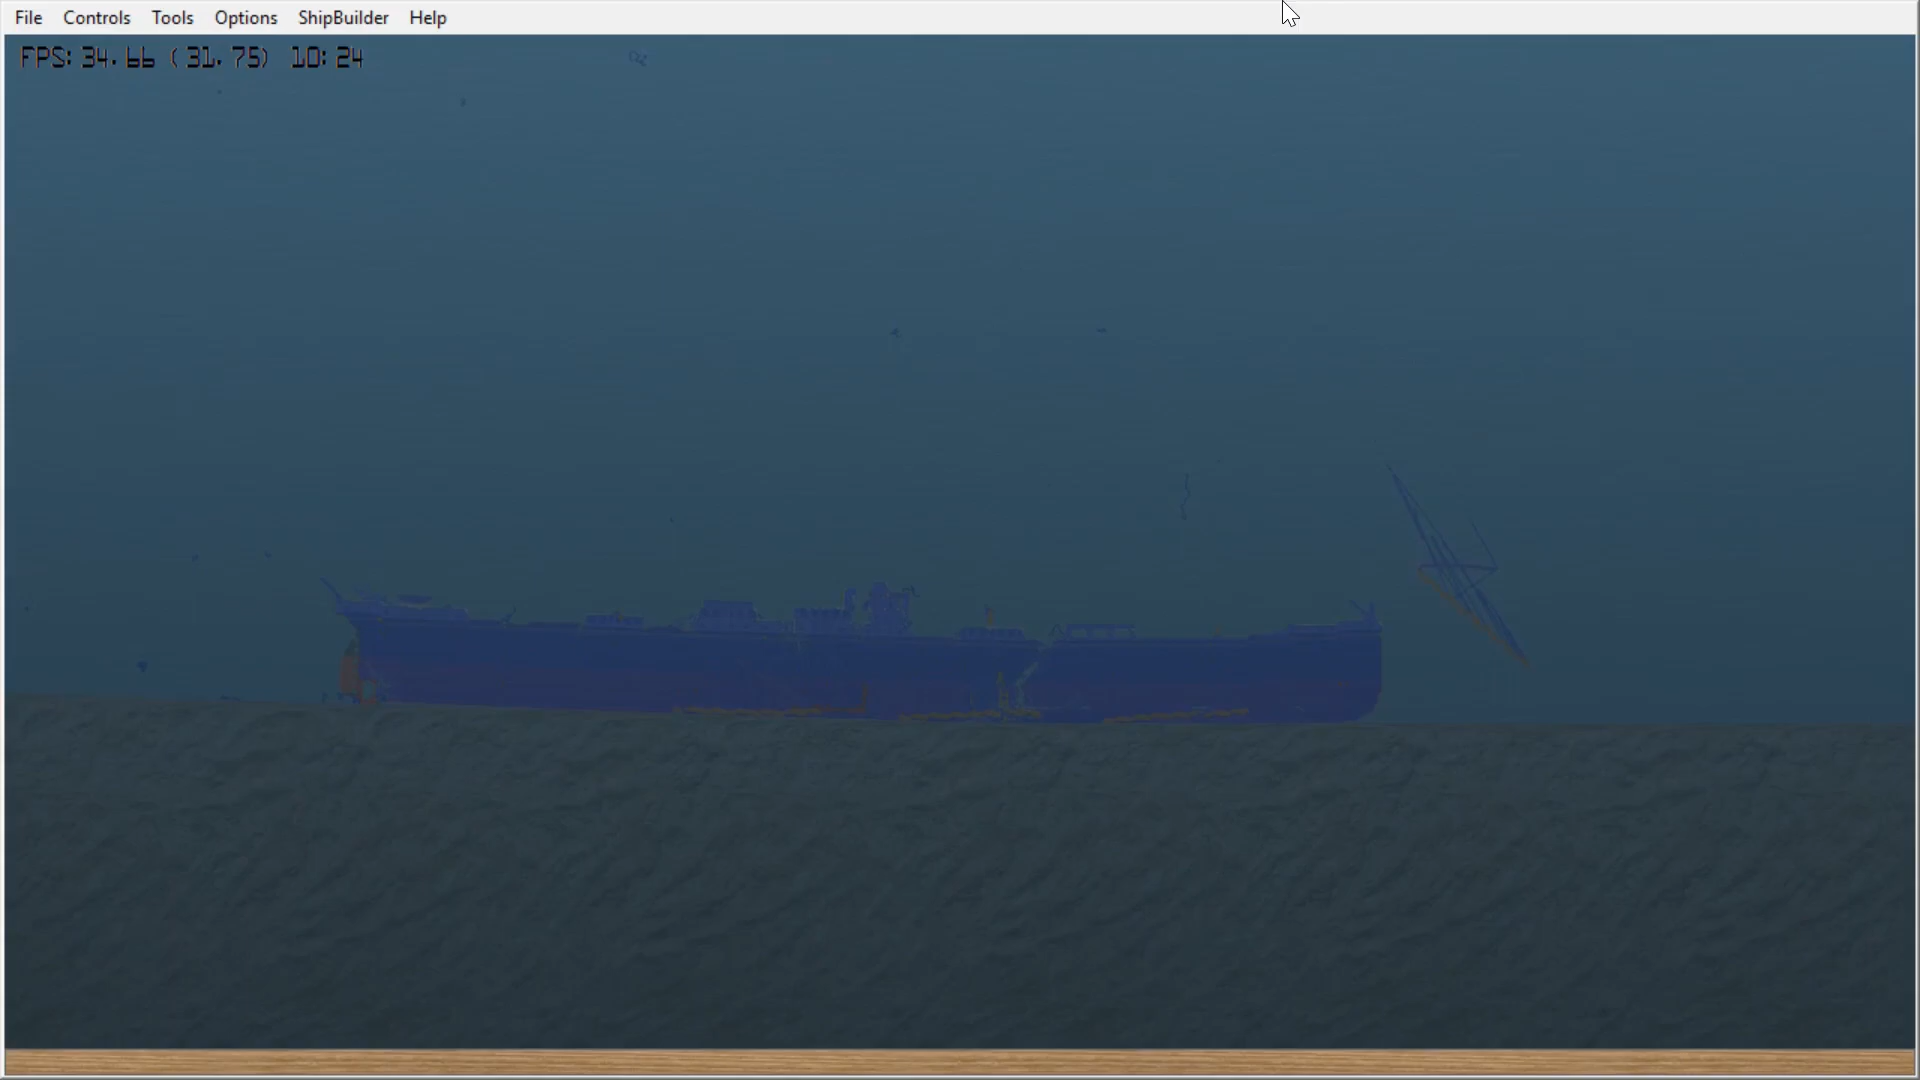 File Controls Tools Options ShipBuilder Help
FPS: 34.66 (31.75) 10:24